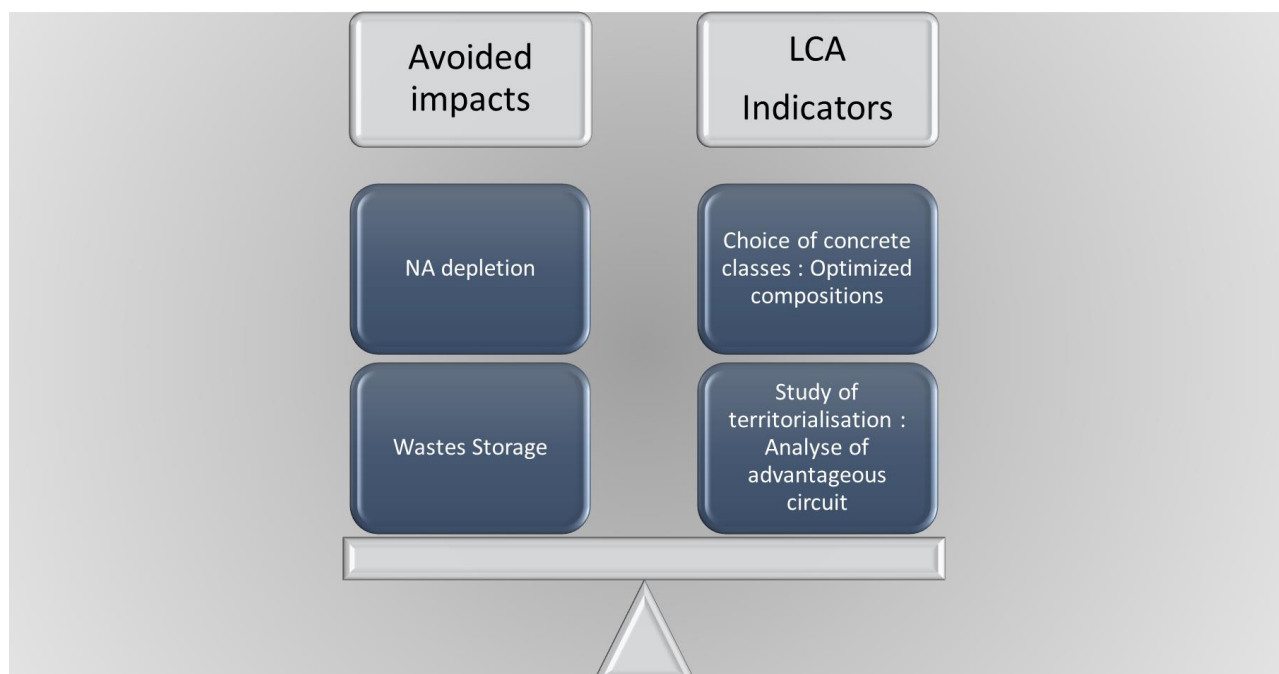 Avoided
impacts
LCA
Indicators
NA depletion
Choice of concrete
classes : Optimized
compositions
Wastes Storage
Study of
territorialisation :
Analyse of
advantageous
circuit